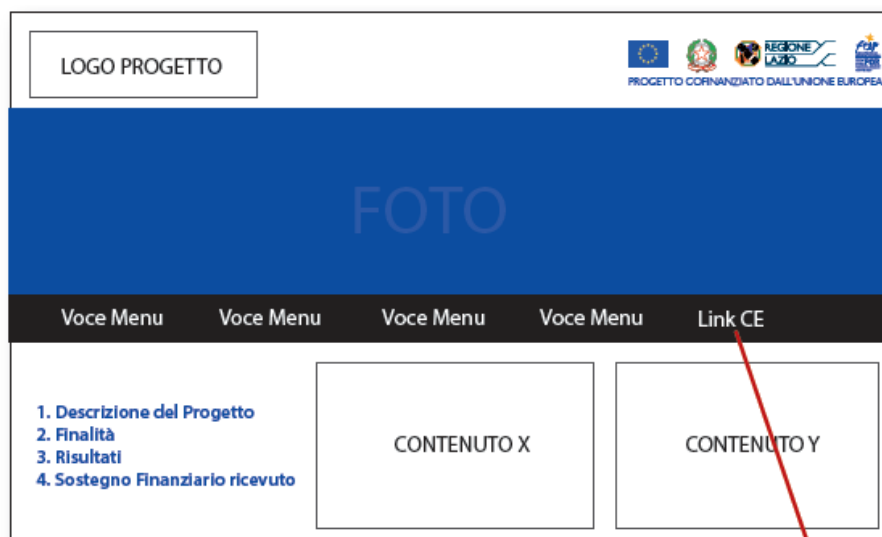 LOGO PROGETTO
REGIONE
LAZIO
PROGETTO COFINANZIATO DALL'UNIONE EUROPEA
FOTO
Voce Menu Voce Menu Voce Menu Voce Menu Link CE
1. Descrizione del Progetto
2. Finalità
3. Risultati
4. Sostegno Finanziario ricevuto
CONTENUTO X
CONTENUTO Y